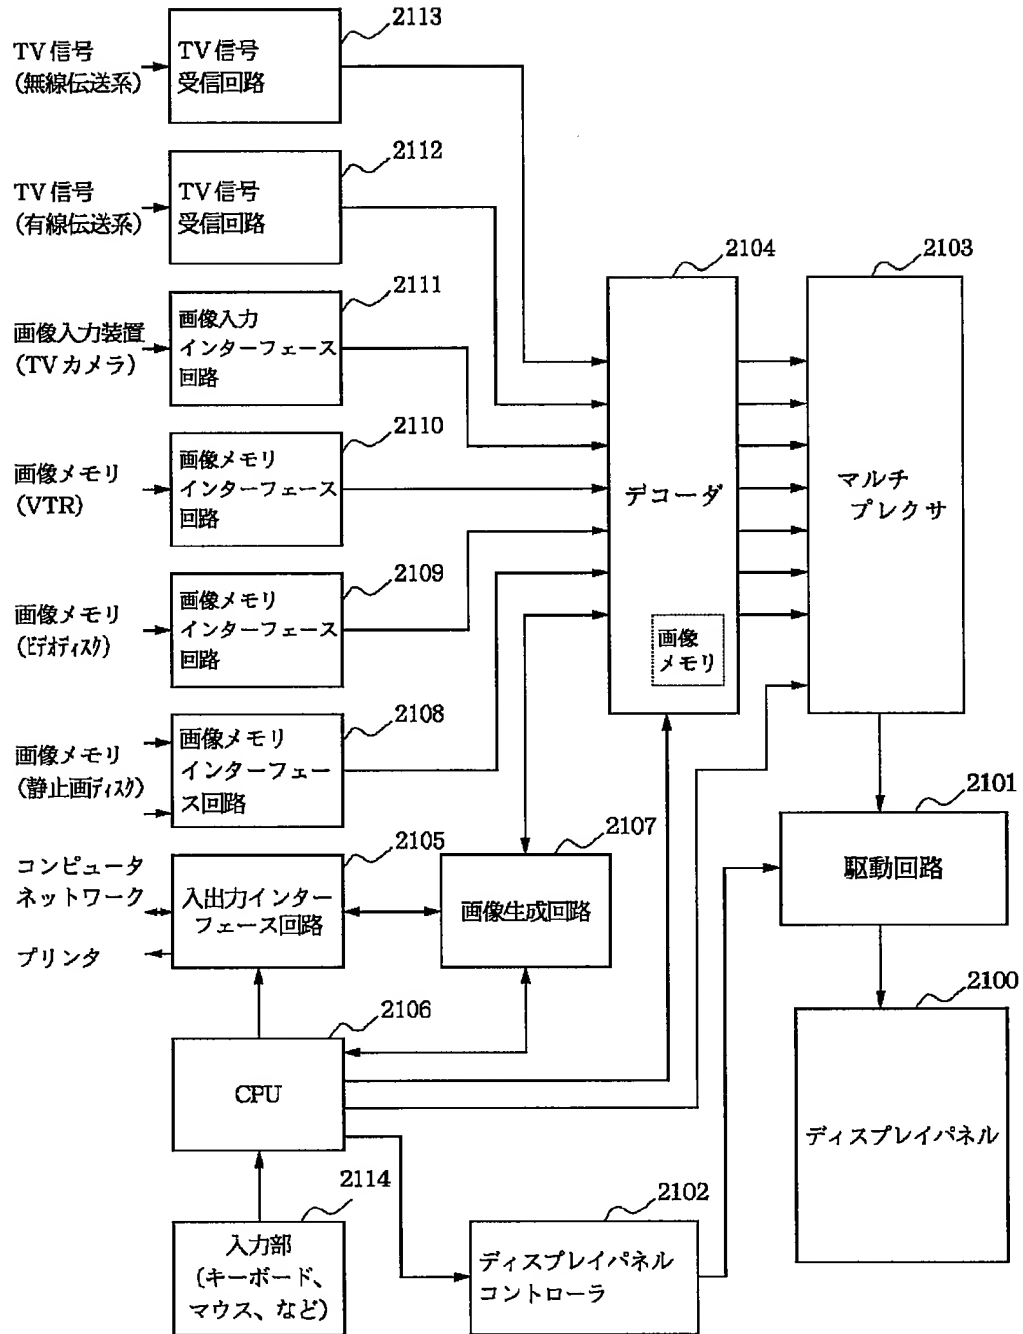 2113
TV信号
(無線伝送系)
TV信号
受信回路
2112
TV信号
(有線伝送系)
TV信号
受信回路
2111
画像入力装置
(TVカメラ)
画像入力
インターフェース
回路
2110
画像メモリ
(VTR)
画像メモリ
インターフェース
回路
2109
画像メモリ
(ビデオディスク)
画像メモリ
インターフェース
回路
2108
画像メモリ
(静止画ディスク)
画像メモリ
インターフェー
ス回路
2104
デコーダ
画像
メモリ
2103
マルチ
プレクサ
2105
コンピュータ
ネットワーク
プリンタ
入出力インター
フェース回路
2107
画像生成回路
2101
駆動回路
2106
CPU
2100
ディスプレイパネル
2114
入力部
(キーボード、
マウス、など)
2102
ディスプレイパネル
コントローラ